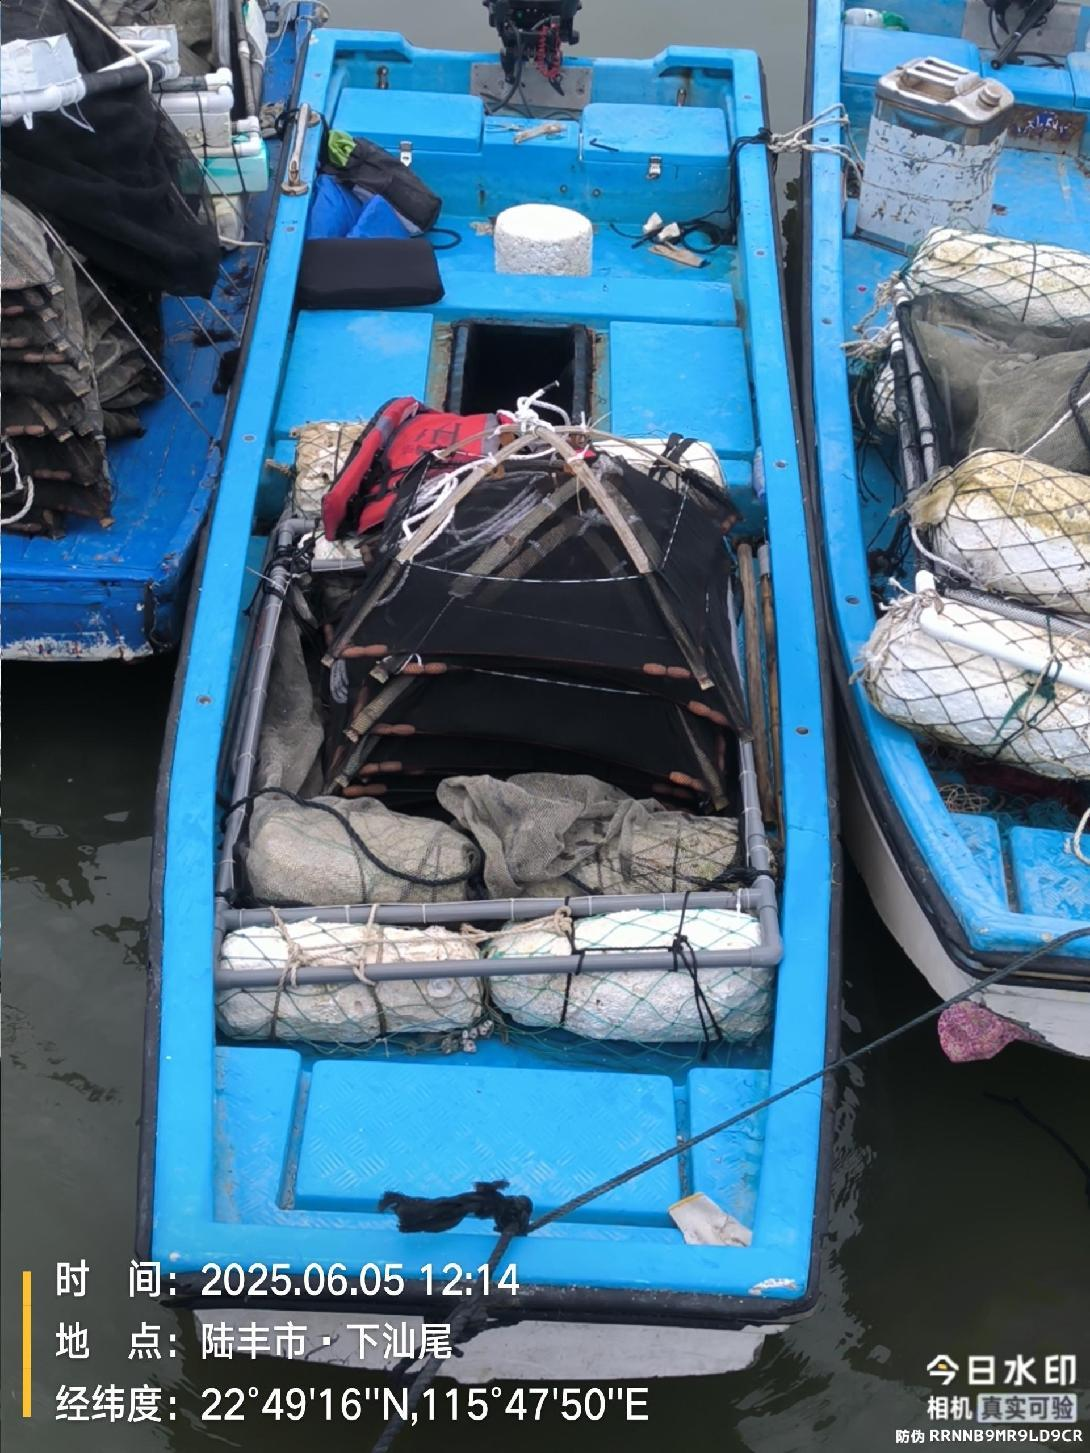 时 间：2025.06.05 12:14
地 点：陆丰市·下汕尾
经纬度：22°49'16"N,115°47'50"E
今日水印
相机 真实可验
防伪 RRNNB9MR9LD9CR